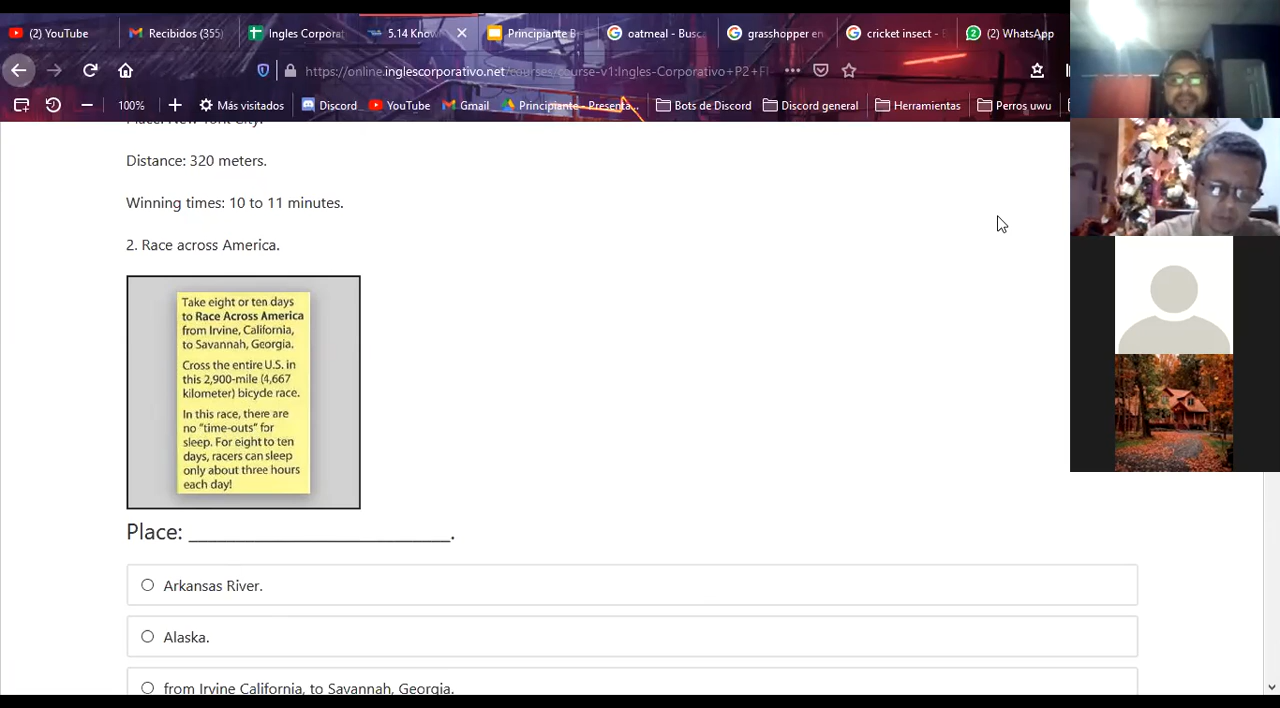 (2) YouTube
Recibidos (355)
Ingles Corporat
5.14 Know
Principiante B
oatmeal - Busca
grasshopper en
cricket insect - B
(2) WhatsApp
https://online.inglescorporativo.net/courses/course-v1:Ingles-Corporativo+P2+FI
100%
Más visitados
Discord
YouTube
Gmail
Principiante - Presenta...
Bots de Discord
Discord general
Herramientas
Perros uwu
Place: New York City.
Distance: 320 meters.
Winning times: 10 to 11 minutes.
2. Race across America.
Take eight or ten days
to Race Across America
from Irvine, California,
to Savannah, Georgia.
Cross the entire U.S. in
this 2,900-mile (4,667
kilometer) bicycle race.
In this race, there are
no "time-outs" for
sleep. For eight to ten
days, racers can sleep
only about three hours
each day!
Place: ___________________________.
Arkansas River.
Alaska.
from Irvine California, to Savannah, Georgia.